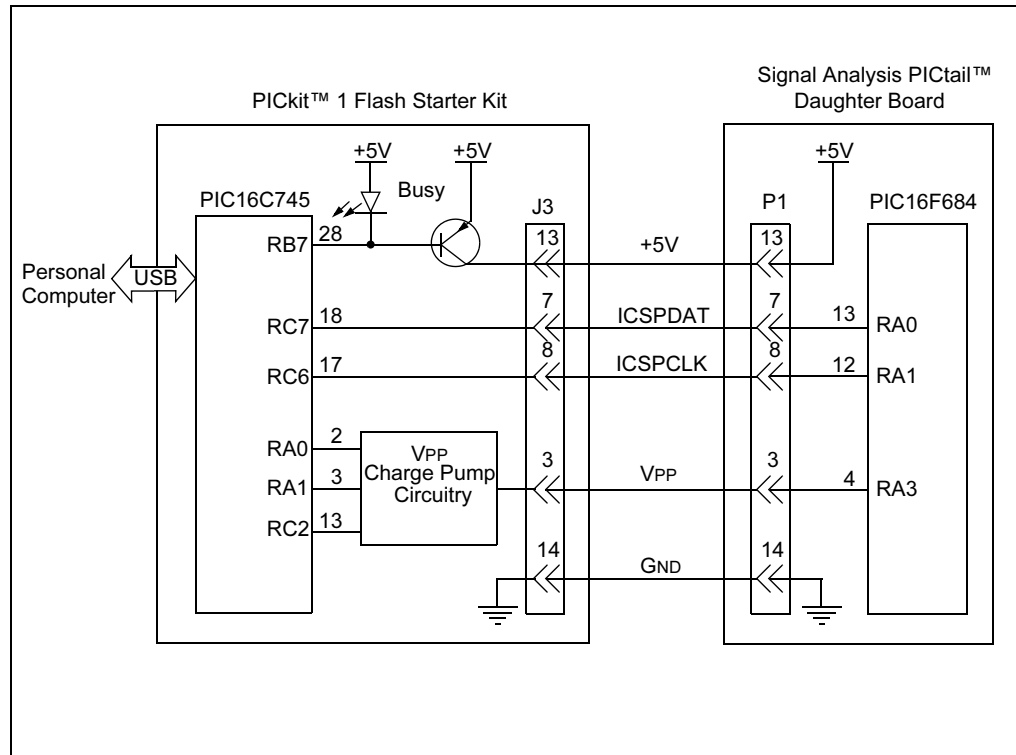 Signal Analysis PICtail™
Daughter Board
PICkit™ 1 Flash Starter Kit
+5V
+5V
+5V
Busy
PIC16C745
J3
P1
PIC16F684
RB7
28
13
+5V
13
Personal
Computer
USB
7
ICSPDAT
7
RC7
18
13
RA0
8
ICSPCLK
8
RC6
17
12
RA1
RA0
2
VPP
Charge Pump
Circuitry
3
VPP
3
RA1
3
4
RA3
RC2
13
14
GND
14